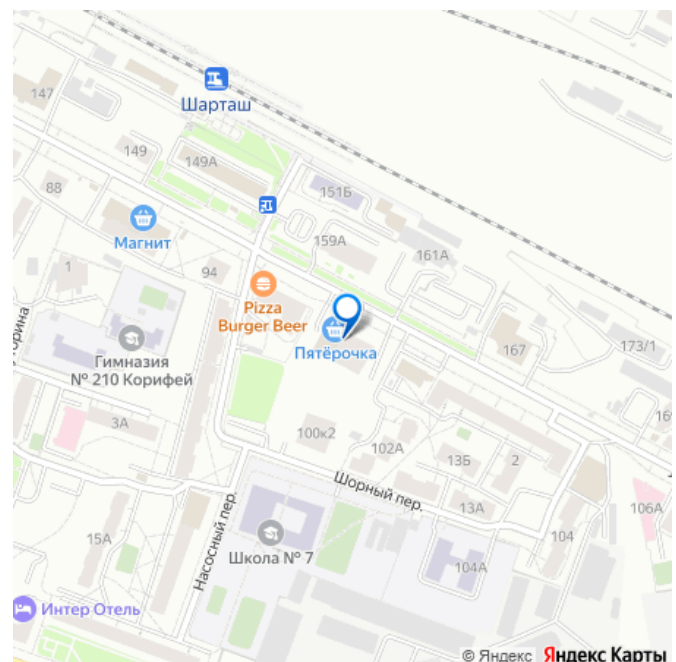 147
Шарташ
149
149А
88
151Б
Магнит
159А
161А
94
1
Pizza
Burger Beer
167
173/1
Пятёрочка
Гимназия
№ 210 Корифей
3А
100к2
102А
13Б
2
Шорный пер.
13А
106А
15А
Насосный пер.
Школа № 7
104
104А
Интер Отель
© Яндекс Яндекс Карты